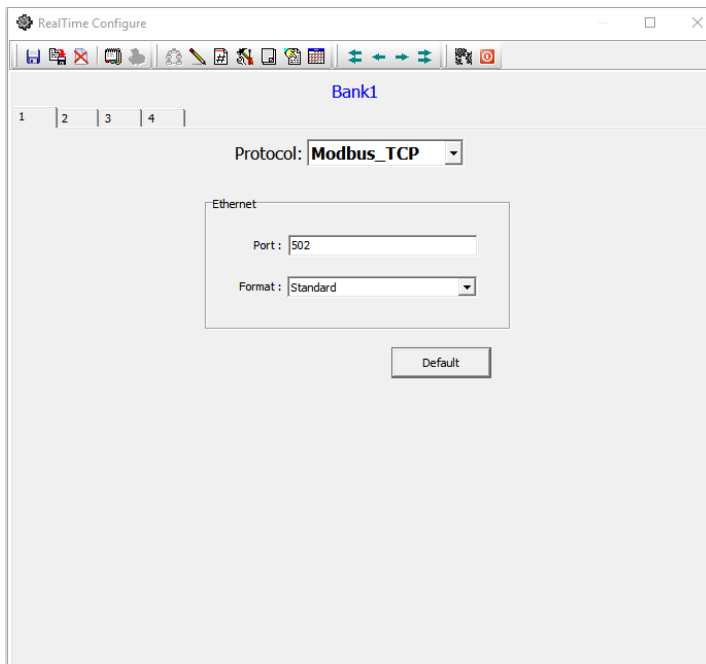 RealTime Configure
Bank1
1 2 3 4
Protocol: Modbus_TCP
Ethernet
Port : 502
Format : Standard
Default